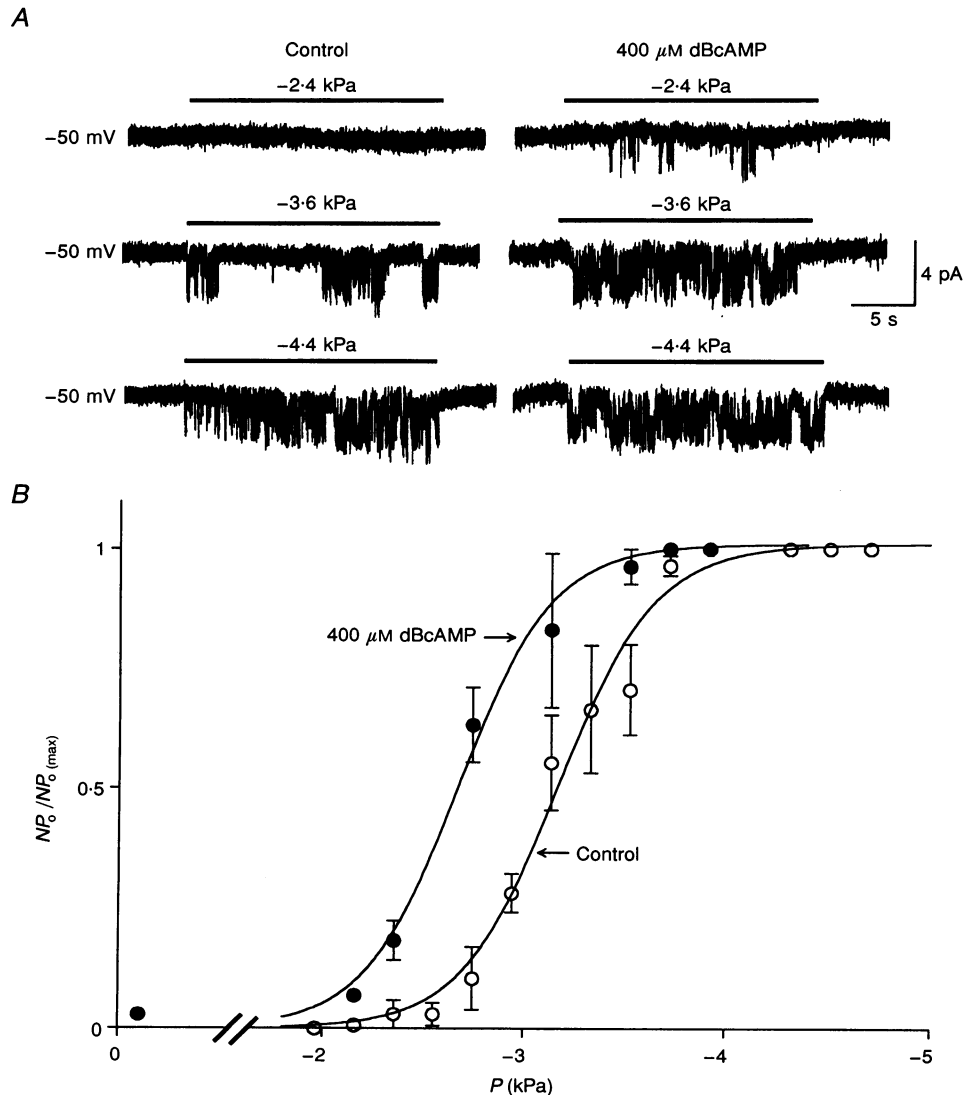 A
Control
400 μM dBcAMP
−2·4 kPa
−2·4 kPa
−50 mV
−3·6 kPa
−3·6 kPa
−50 mV
4 pA
5 s
−4·4 kPa
−4·4 kPa
−50 mV
B
1
400 μM dBcAMP
0·5
NPo/NPo (max)
Control
0
0
−2
−3
−4
−5
P (kPa)